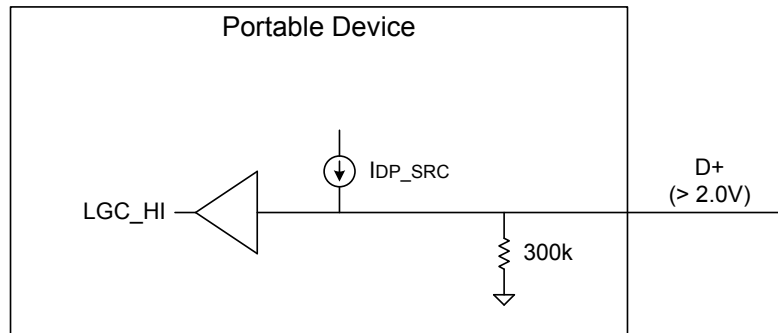 Portable Device
IDP_SRC
D+
(> 2.0V)
LGC_HI
300k